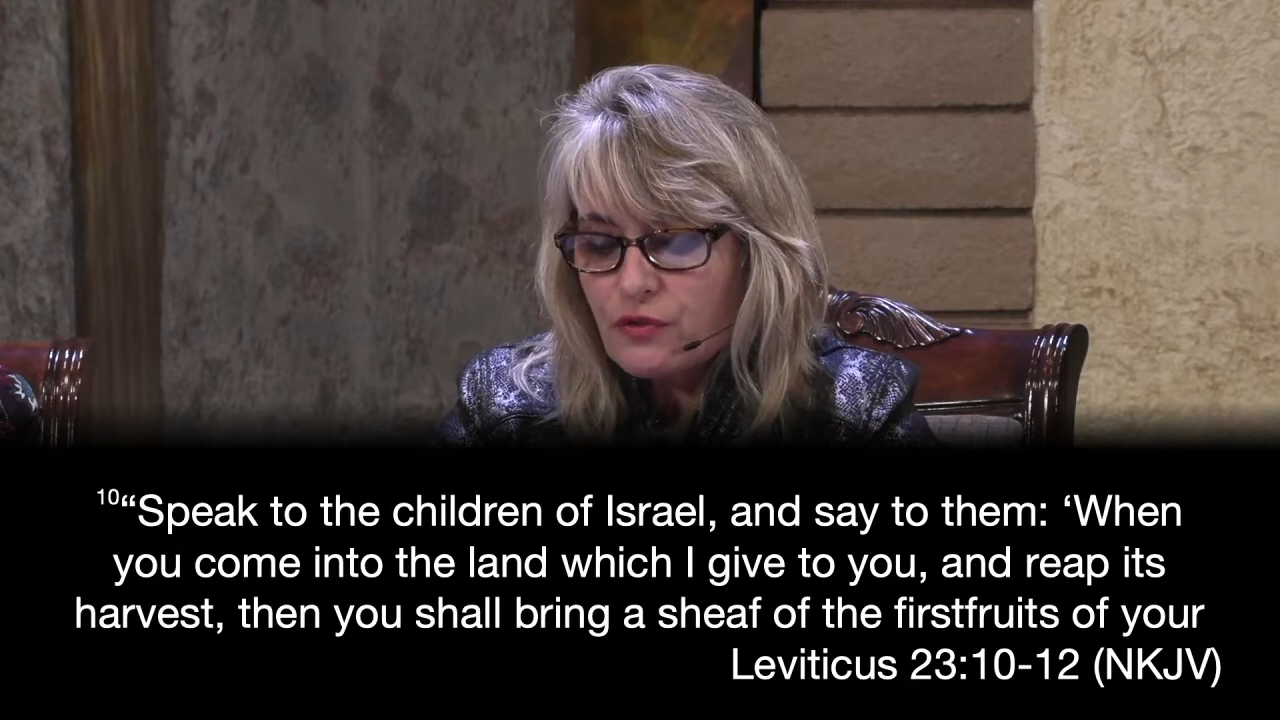 10“Speak to the children of Israel, and say to them: ‘When
you come into the land which I give to you, and reap its
harvest, then you shall bring a sheaf of the firstfruits of your
Leviticus 23:10-12 (NKJV)